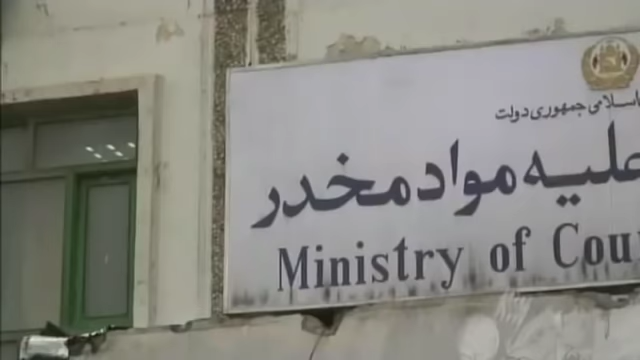 اسلامی جمهوری دولت
علیه مواد مخدر
Ministry of